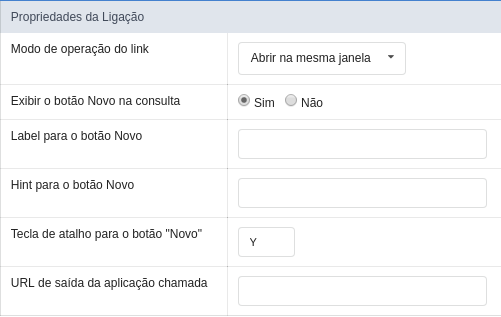 Propriedades da Ligação
Modo de operação do link
Abrir na mesma janela
Exibir o botão Novo na consulta
Sim Não
Label para o botão Novo
Hint para o botão Novo
Tecla de atalho para o botão "Novo"
Y
URL de saída da aplicação chamada